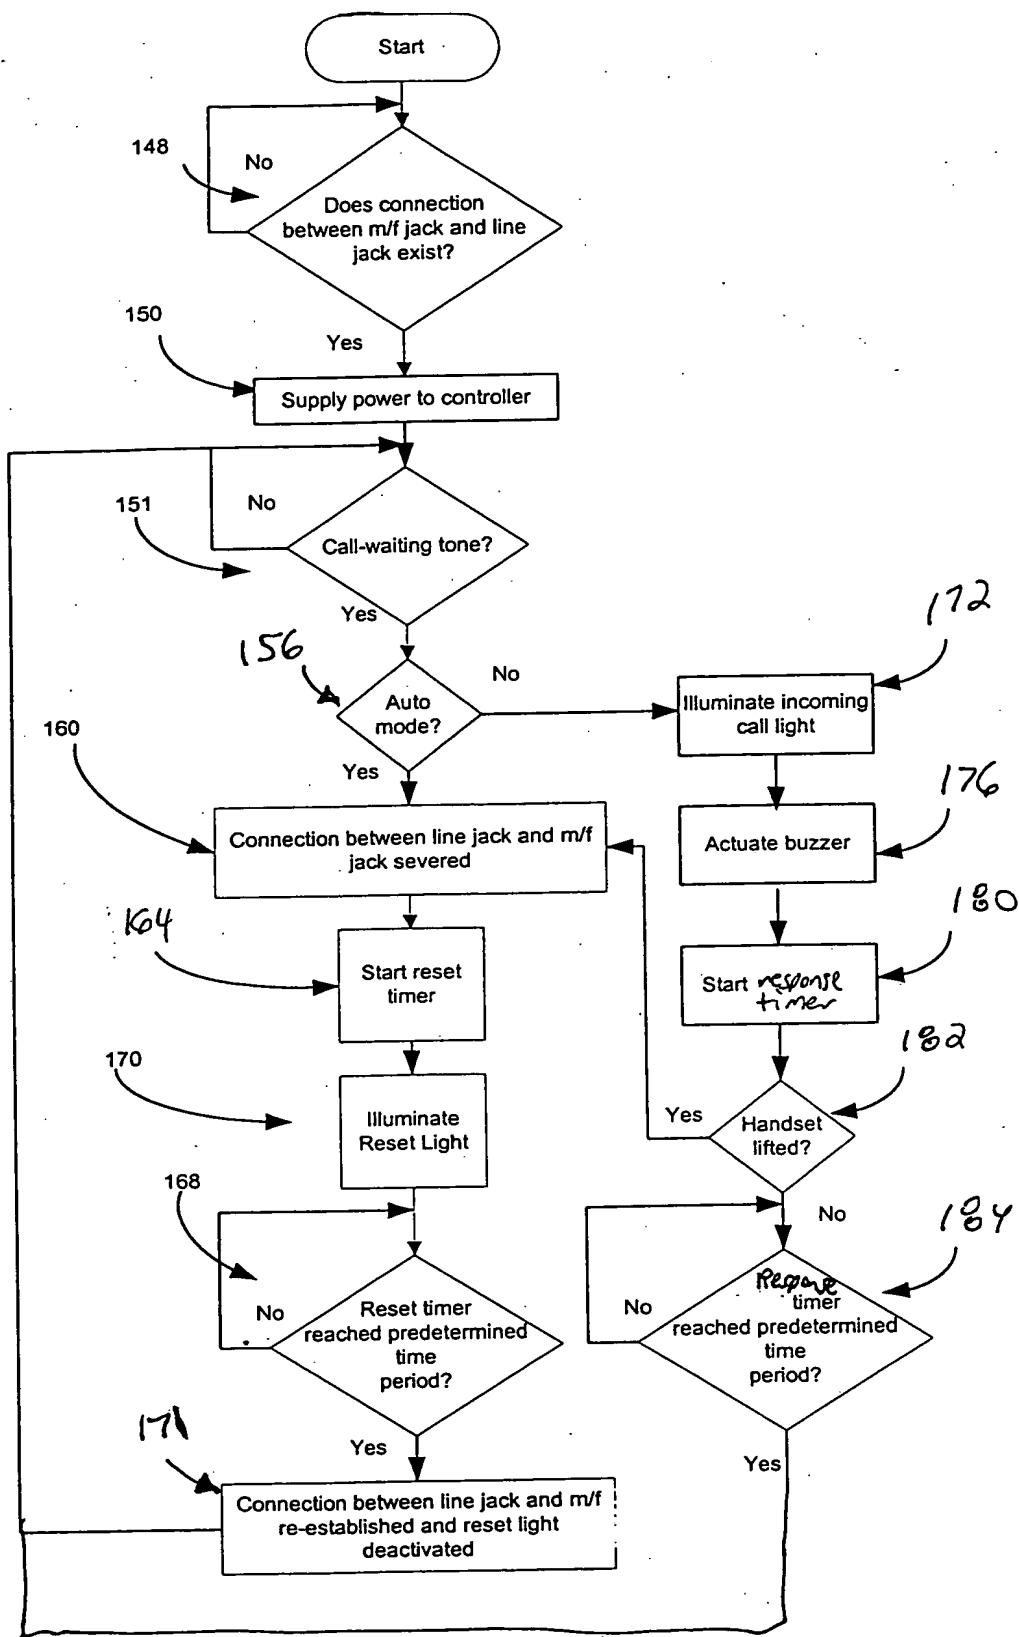 Start
148
No
Does connection
between m/f jack and line
jack exist?
150
Yes
Supply power to controller
151
No
Call-waiting tone?
Yes
172
156
No
Auto
mode?
Illuminate incoming
call light
160
Yes
176
Connection between line jack and m/f
jack severed
Actuate buzzer
164
180
Start reset
timer
Start response
timer
182
170
Illuminate
Reset Light
Yes
Handset
lifted?
168
No
184
No
Reset timer
reached predetermined
time
period?
No
Response
timer
reached predetermined
time
period?
171
Yes
Yes
Connection between line jack and m/f
re-established and reset light
deactivated